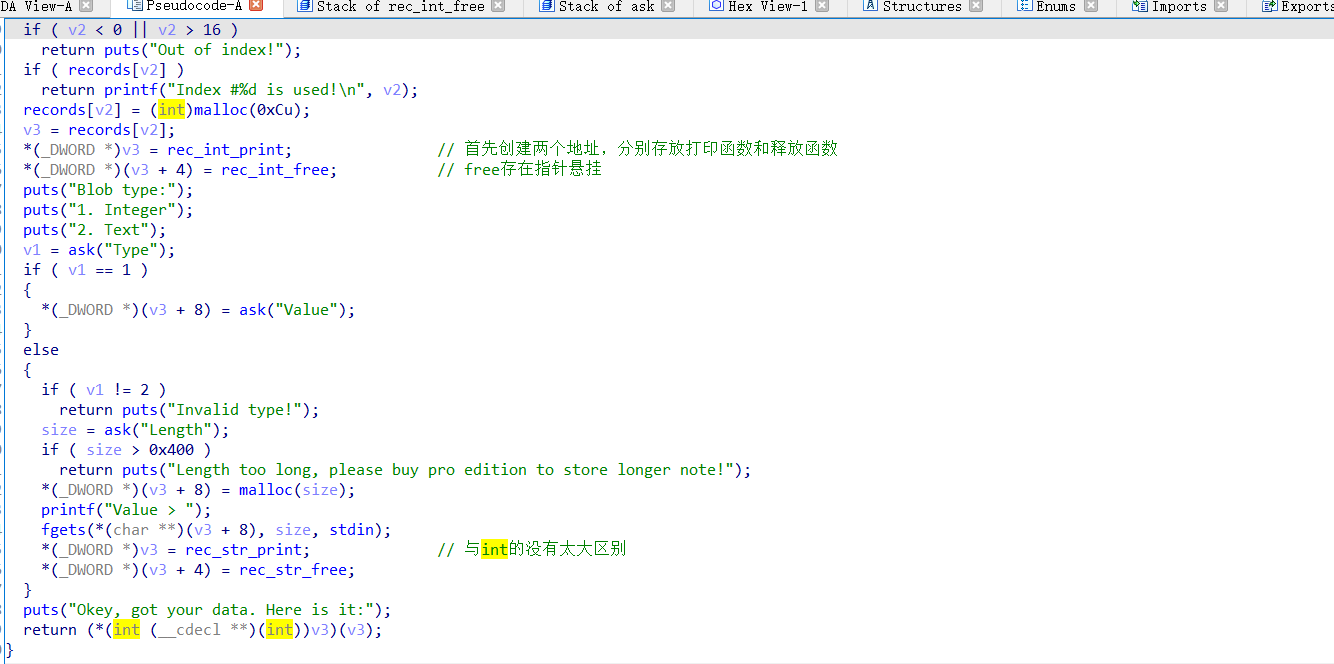 DA View-A Pseudocode-A Stack of rec_int_free Stack of ask Hex View-1 Structures Enums Imports Exports
if ( v2 < 0 || v2 > 16 )
return puts("Out of index!");
if ( records[v2] )
return printf("Index #%d is used!\n", v2);
records[v2] = (int)malloc(0xCu);
v3 = records[v2];
*(_DWORD *)v3 = rec_int_print; // 首先创建两个地址，分别存放打印函数和释放函数
*(_DWORD *)(v3 + 4) = rec_int_free; // free存在指针悬挂
puts("Blob type:");
puts("1. Integer");
puts("2. Text");
v1 = ask("Type");
if ( v1 == 1 )
{
*(_DWORD *)(v3 + 8) = ask("Value");
}
else
{
if ( v1 != 2 )
return puts("Invalid type!");
size = ask("Length");
if ( size > 0x400 )
return puts("Length too long, please buy pro edition to store longer note!");
*(_DWORD *)(v3 + 8) = malloc(size);
printf("Value > ");
fgets(*(char **)(v3 + 8), size, stdin);
*(_DWORD *)v3 = rec_str_print; // 与int的没有太大区别
*(_DWORD *)(v3 + 4) = rec_str_free;
}
puts("Okey, got your data. Here is it:");
return (*(int (__cdecl **)(int))v3)(v3);
}